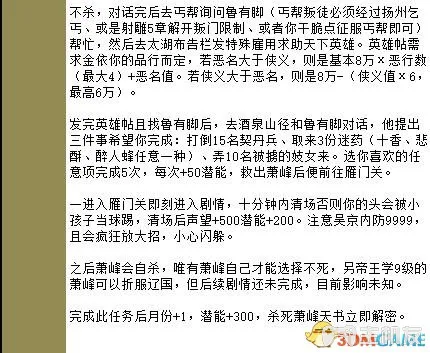 不杀，对话完后去丐帮询问鲁有脚（丐帮叛徒必须经过扬州乞
丐、或是射雕5章解开叛门限制、或者你干脆点征服丐帮即可）
帮忙，然后去太湖布告栏发特殊雇用求助天下英雄。英雄帖需
求金依你的品行而定，若恶名大于侠义，则是基本8万×恶行数
（最大4）+恶名值。若侠义大于恶名，则是8万-（侠义值×6，
最高6万）。
发完英雄帖且找鲁有脚后，去酒泉山径和鲁有脚对话，他提出
三件事希望你完成：打倒15名契丹兵、取来3份迷药（十香、悲
酥、醉人蜂任意一种）、弄10名被掳的妓女来。选你喜欢的任
意项完成5次，每次+50潜能，救出萧峰后便前往雁门关。
一进入雁门关即刻进入剧情，十分钟内清场否则你的头会被小
孩子当球踢，清场后声望+500潜能+200。注意吴京内防9999，
且会疯狂放大招，小心闪躲。
之后萧峰会自杀，唯有萧峰自己才能选择不死，另帝王学9级的
萧峰可以折服辽国，但后续剧情还未完成，目前影响未知。
完成此任务后月份+1，潜能+300，杀死萧峰天书立即解密。
3DMGAME